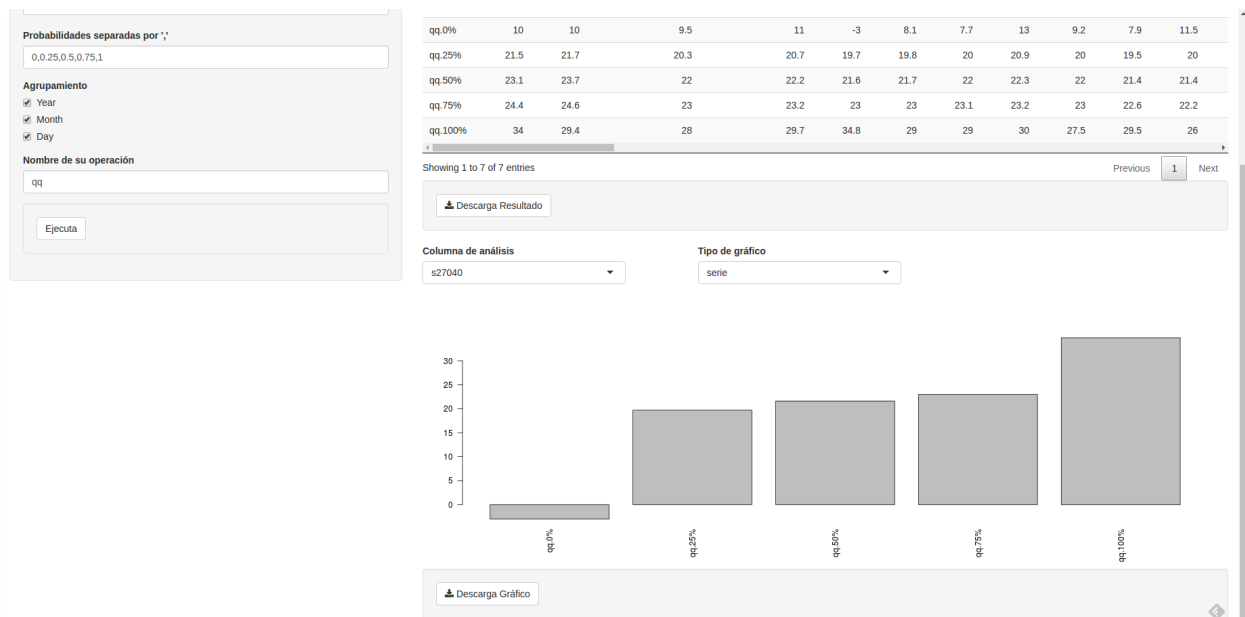 Probabilidades separadas por ','
0,0.25,0.5,0.75,1
Agrupamiento
Year
Month
Day
Nombre de su operación
qq
Ejecuta
qq.0% 10 10 9.5 11 -3 8.1 7.7 13 9.2 7.9 11.5
qq.25% 21.5 21.7 20.3 20.7 19.7 19.8 20 20.9 20 19.5 20
qq.50% 23.1 23.7 22 22.2 21.6 21.7 22 22.3 22 21.4 21.4
qq.75% 24.4 24.6 23 23.2 23 23 23.1 23.2 23 22.6 22.2
qq.100% 34 29.4 28 29.7 34.8 29 29 30 27.5 29.5 26
Showing 1 to 7 of 7 entries
Previous 1 Next
Descarga Resultado
Columna de análisis
s27040
Tipo de gráfico
serie
30
25
20
15
10
5
0
qq.0%
qq.25%
qq.50%
qq.75%
qq.100%
Descarga Gráfico